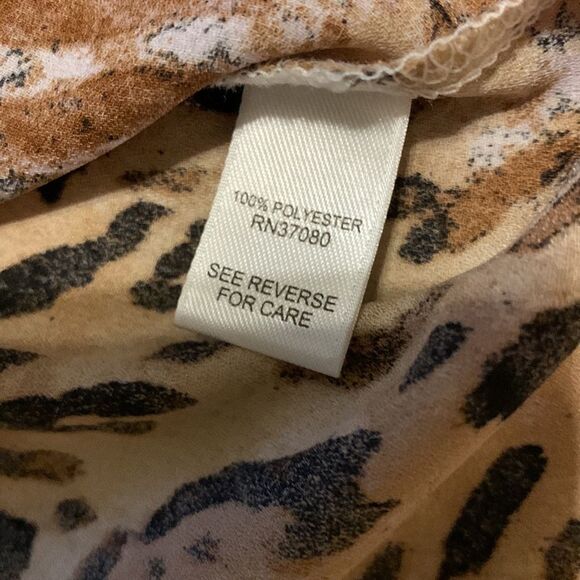 100% POLYESTER
RN37080
SEE REVERSE
FOR CARE